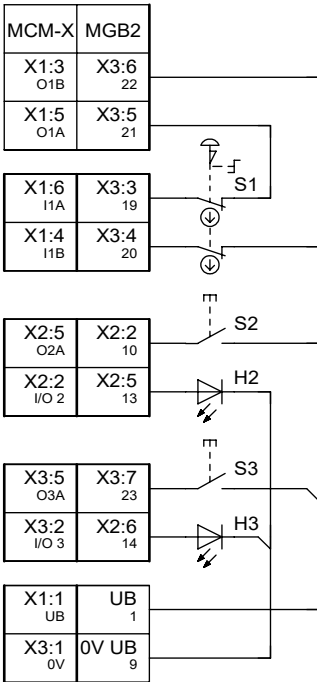 MCM-X MGB2
X1:3 X3:6
O1B 22
X1:5 X3:5
O1A 21
S1
X1:6 X3:3
I1A 19
X1:4 X3:4
I1B 20
S2
X2:5 X2:2
O2A 10
X2:2 X2:5 H2
I/O 2 13
S3
X3:5 X3:7
O3A 23
X3:2 X2:6 H3
I/O 3 14
X1:1 UB
UB 1
X3:1 0V UB
0V 9